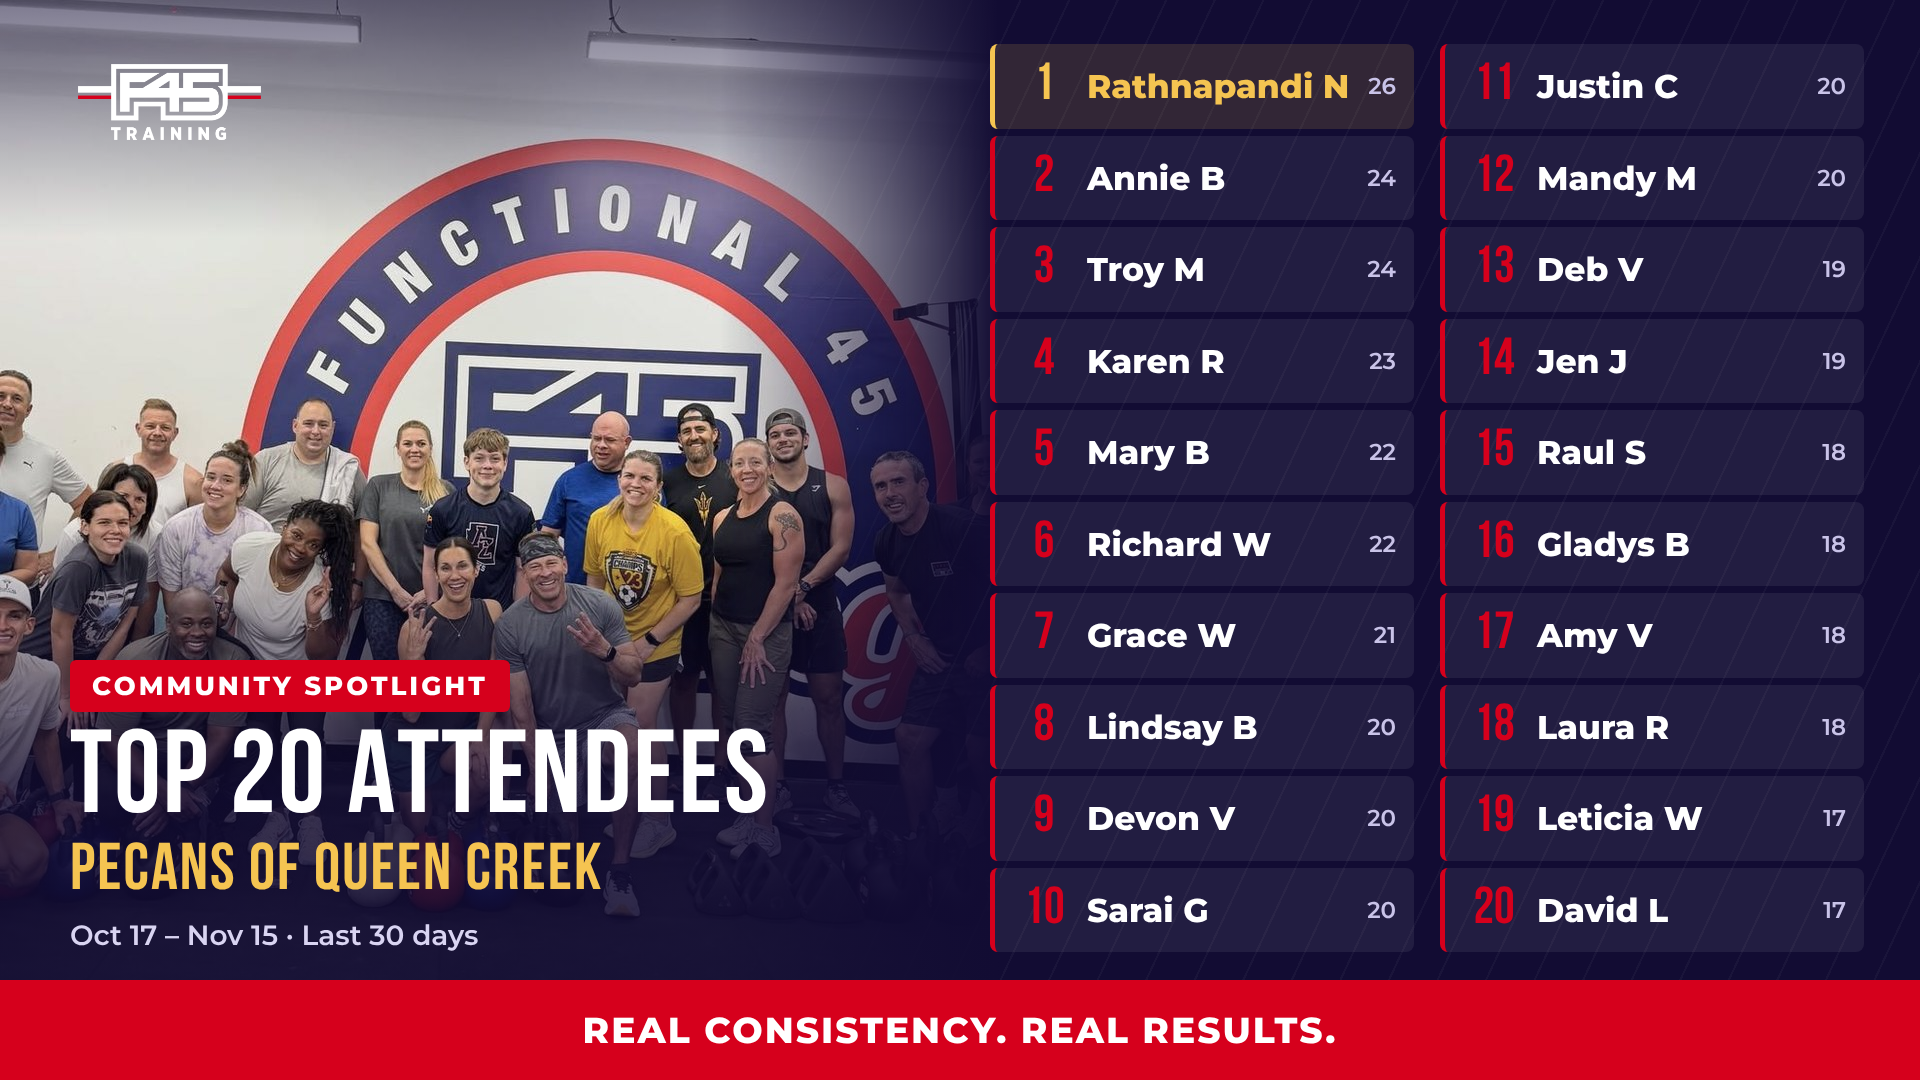 F45
TRAINING
FUNCTIONAL 45
F45
CHAMPS
23
COMMUNITY SPOTLIGHT
TOP 20 ATTENDEES
PECANS OF QUEEN CREEK
Oct 17 – Nov 15 · Last 30 days
1 Rathnapandi N 26
2 Annie B 24
3 Troy M 24
4 Karen R 23
5 Mary B 22
6 Richard W 22
7 Grace W 21
8 Lindsay B 20
9 Devon V 20
10 Sarai G 20
11 Justin C 20
12 Mandy M 20
13 Deb V 19
14 Jen J 19
15 Raul S 18
16 Gladys B 18
17 Amy V 18
18 Laura R 18
19 Leticia W 17
20 David L 17
REAL CONSISTENCY. REAL RESULTS.